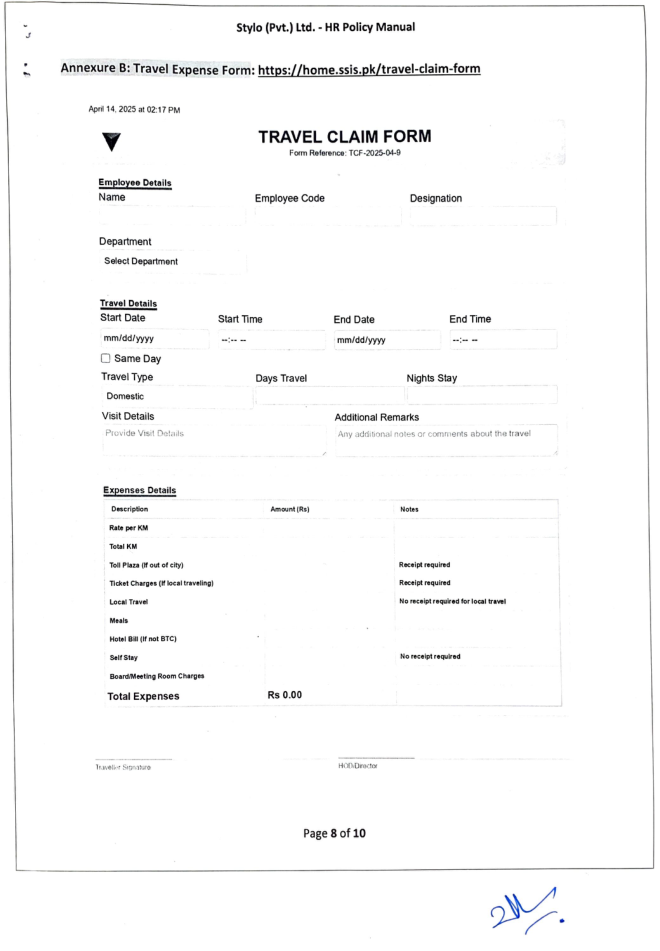 Stylo (Pvt.) Ltd. - HR Policy Manual
Annexure B: Travel Expense Form: https://home.ssis.pk/travel-claim-form
April 14, 2025 at 02:17 PM
TRAVEL CLAIM FORM
Form Reference: TCF-2025-04-9
Employee Details
Name Employee Code Designation
Department
Select Department
Travel Details
Start Date Start Time End Date End Time
mm/dd/yyyy --:-- -- mm/dd/yyyy --:-- --
Same Day
Travel Type Days Travel Nights Stay
Domestic
Visit Details Additional Remarks
Provide Visit Details Any additional notes or comments about the travel
Expenses Details
Description Amount (Rs) Notes
Rate per KM
Total KM
Toll Plaza (If out of city) Receipt required
Ticket Charges (If local traveling) Receipt required
Local Travel No receipt required for local travel
Meals
Hotel Bill (If not BTC)
Self Stay No receipt required
Board/Meeting Room Charges
Total Expenses Rs 0.00
Traveller Signature HOD/Director
Page 8 of 10